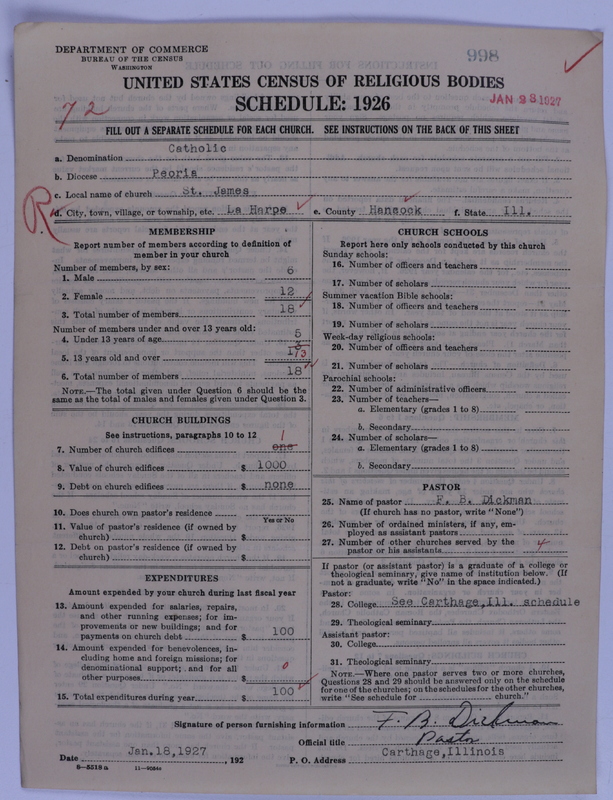 DEPARTMENT OF COMMERCE
BUREAU OF THE CENSUS
WASHINGTON
998
UNITED STATES CENSUS OF RELIGIOUS BODIES
SCHEDULE: 1926
JAN 28 1927
72
FILL OUT A SEPARATE SCHEDULE FOR EACH CHURCH. SEE INSTRUCTIONS ON THE BACK OF THIS SHEET
a. Denomination Catholic
b. Diocese Peoria
c. Local name of church St. James
R
d. City, town, village, or township, etc. La Harpe e. County Hancock f. State Ill.
MEMBERSHIP
Report number of members according to definition of
member in your church
Number of members, by sex:
1. Male 6
2. Female 12
3. Total number of members 18
Number of members under and over 13 years old:
4. Under 13 years of age 5
5. 13 years old and over 13
6. Total number of members 18
NOTE.—The total given under Question 6 should be the
same as the total of males and females given under Question 3.
CHURCH BUILDINGS
See instructions, paragraphs 10 to 12
7. Number of church edifices one 1
8. Value of church edifices $ 1000
9. Debt on church edifices $ none
10. Does church own pastor's residence
Yes or No
11. Value of pastor's residence (if owned by
church) $
12. Debt on pastor's residence (if owned by
church) $
EXPENDITURES
Amount expended by your church during last fiscal year
13. Amount expended for salaries, repairs,
and other running expenses; for im-
provements or new buildings; and for
payments on church debt $ 100
14. Amount expended for benevolences, in-
cluding home and foreign missions; for
denominational support; and for all
other purposes $ 0
15. Total expenditures during year $ 100
CHURCH SCHOOLS
Report here only schools conducted by this church
Sunday schools:
16. Number of officers and teachers
17. Number of scholars
Summer vacation Bible schools:
18. Number of officers and teachers
19. Number of scholars
Week-day religious schools:
20. Number of officers and teachers
21. Number of scholars
Parochial schools:
22. Number of administrative officers
23. Number of teachers—
a. Elementary (grades 1 to 8)
b. Secondary
24. Number of scholars—
a. Elementary (grades 1 to 8)
b. Secondary
PASTOR
25. Name of pastor F. B. Dickman
(If church has no pastor, write "None")
26. Number of ordained ministers, if any, em-
ployed as assistant pastors
27. Number of other churches served by the
pastor or his assistants 4
If pastor (or assistant pastor) is a graduate of a college or
theological seminary, give name of institution below. (If
not a graduate, write "No" in the space indicated.)
Pastor:
28. College See Carthage,Ill. schedule
29. Theological seminary
Assistant pastor:
30. College
31. Theological seminary
NOTE.—Where one pastor serves two or more churches,
Questions 28 and 29 should be answered only on the schedule
for one of the churches; on the schedules for the other churches,
write "See schedule for church."
Signature of person furnishing information F. B. Dickman
Official title Pastor
Date Jan.18,1927, 192 P. O. Address Carthage,Illinois
8—5318a 11—9054a